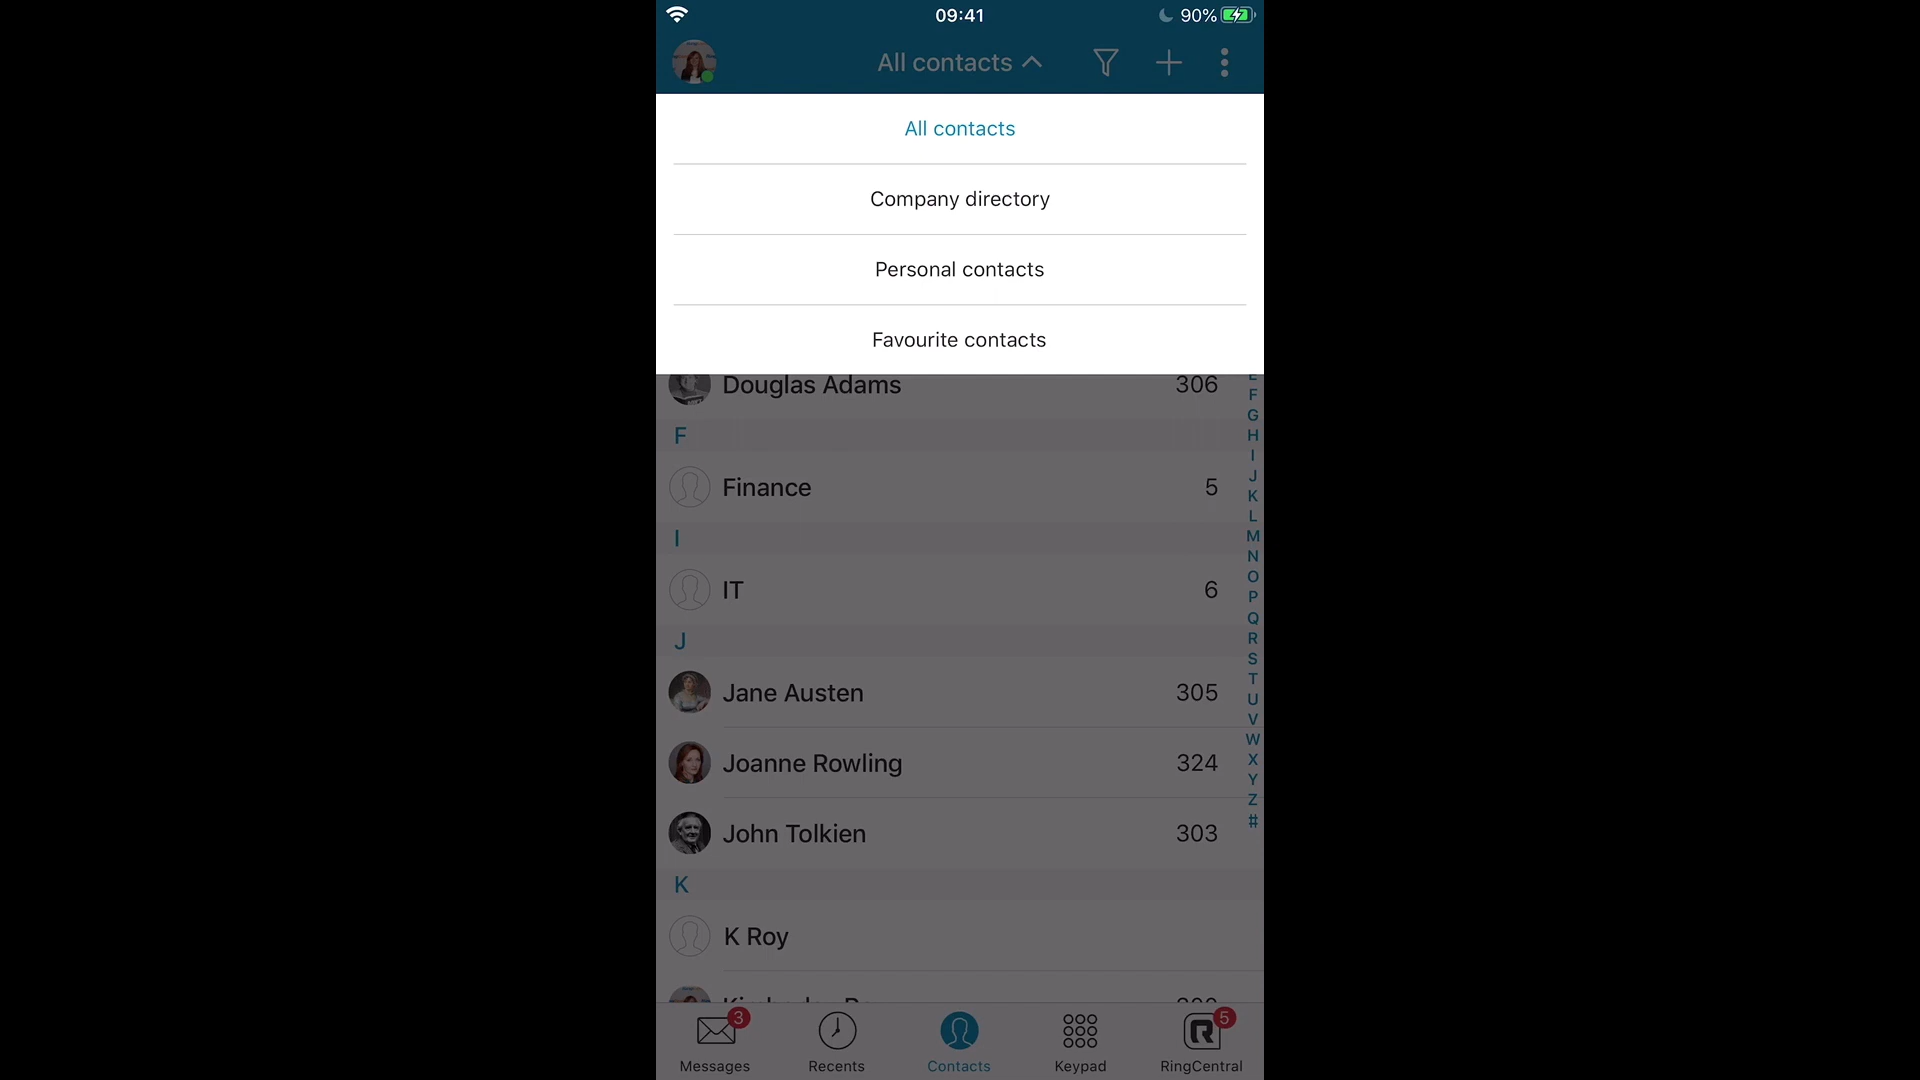 09:41
90%
All contacts
All contacts
Company directory
Personal contacts
Favourite contacts
Douglas Adams 306
F
Finance 5
I
IT 6
J
Jane Austen 305
Joanne Rowling 324
John Tolkien 303
K
K Roy
E
F
G
H
I
J
K
L
M
N
O
P
Q
R
S
T
U
V
W
X
Y
Z
#
3
5
Messages Recents Contacts Keypad RingCentral